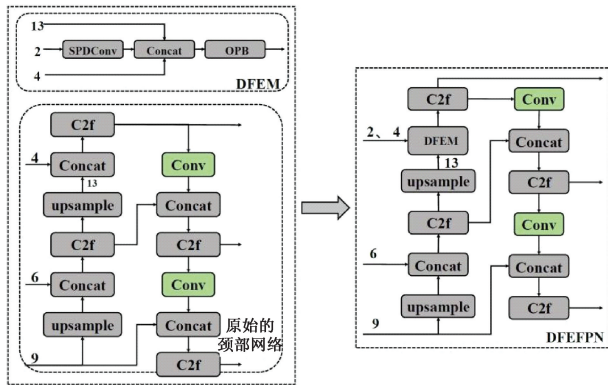 13
2
SPDConv
Concat
OPB
4
DFEM
C2f
4
Concat
Conv
13
upsample
Concat
C2f
C2f
6
Concat
Conv
upsample
Concat
原始的
颈部网络
9
C2f
C2f
Conv
2、 4
DFEM
Concat
13
upsample
C2f
C2f
Conv
6
Concat
Concat
upsample
9
C2f
DFEFPN